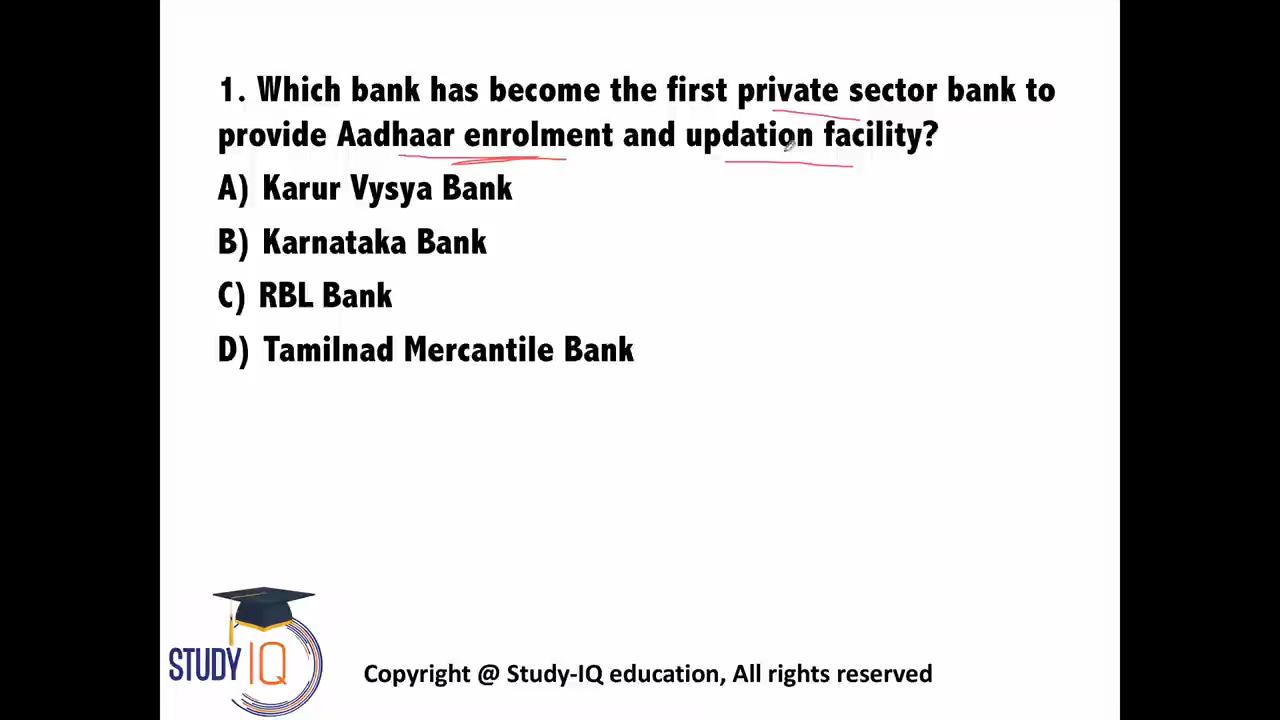 1. Which bank has become the first private sector bank to
provide Aadhaar enrolment and updation facility?
A) Karur Vysya Bank
B) Karnataka Bank
C) RBL Bank
D) Tamilnad Mercantile Bank
STUDY IQ
Copyright @ Study-IQ education, All rights reserved